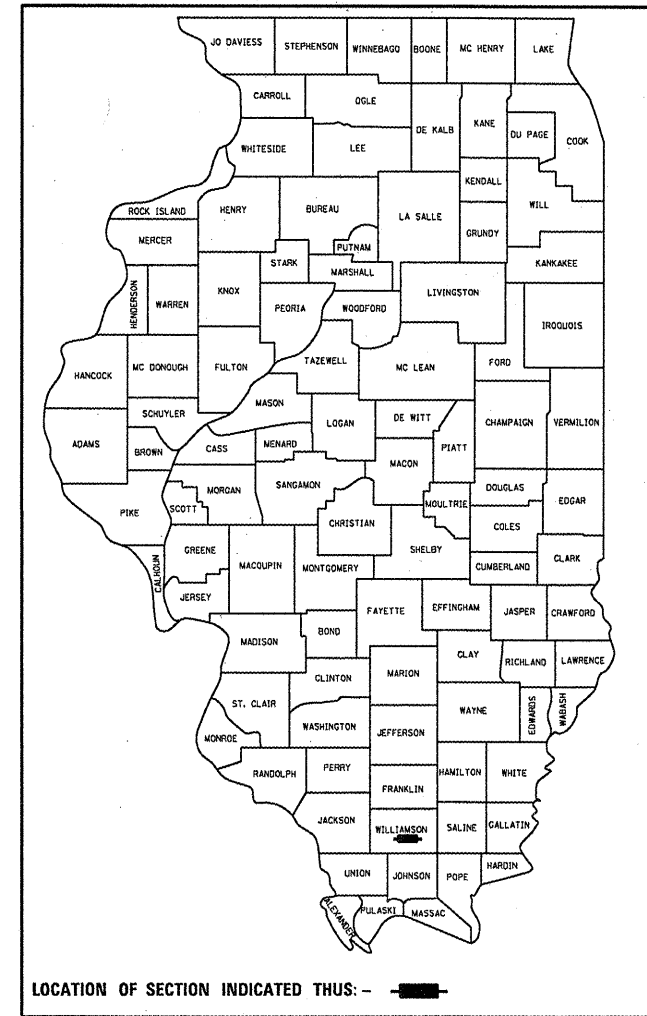 JO DAVIESS STEPHENSON WINNEBAGO BOONE MC HENRY LAKE
CARROLL OGLE DE KALB KANE DU PAGE COOK
WHITESIDE LEE
KENDALL WILL
ROCK ISLAND HENRY BUREAU LA SALLE GRUNDY
MERCER PUTNAM
STARK MARSHALL KANKAKEE
HENDERSON WARREN KNOX PEORIA WOODFORD LIVINGSTON IROQUOIS
HANCOCK MC DONOUGH FULTON TAZEWELL MC LEAN FORD
MASON
SCHUYLER LOGAN DE WITT CHAMPAIGN VERMILION
ADAMS BROWN CASS MENARD MACON PIATT
MORGAN SANGAMON DOUGLAS EDGAR
PIKE SCOTT CHRISTIAN MOULTRIE COLES
GREENE MACOUPIN MONTGOMERY SHELBY CUMBERLAND CLARK
CALHOUN JERSEY
FAYETTE EFFINGHAM JASPER CRAWFORD
MADISON BOND
CLINTON MARION CLAY RICHLAND LAWRENCE
ST. CLAIR WAYNE EDWARDS WABASH
MONROE WASHINGTON JEFFERSON
RANDOLPH PERRY HAMILTON WHITE
FRANKLIN
JACKSON WILLIAMSON SALINE GALLATIN
UNION JOHNSON POPE HARDIN
ALEXANDER PULASKI MASSAC
LOCATION OF SECTION INDICATED THUS: -